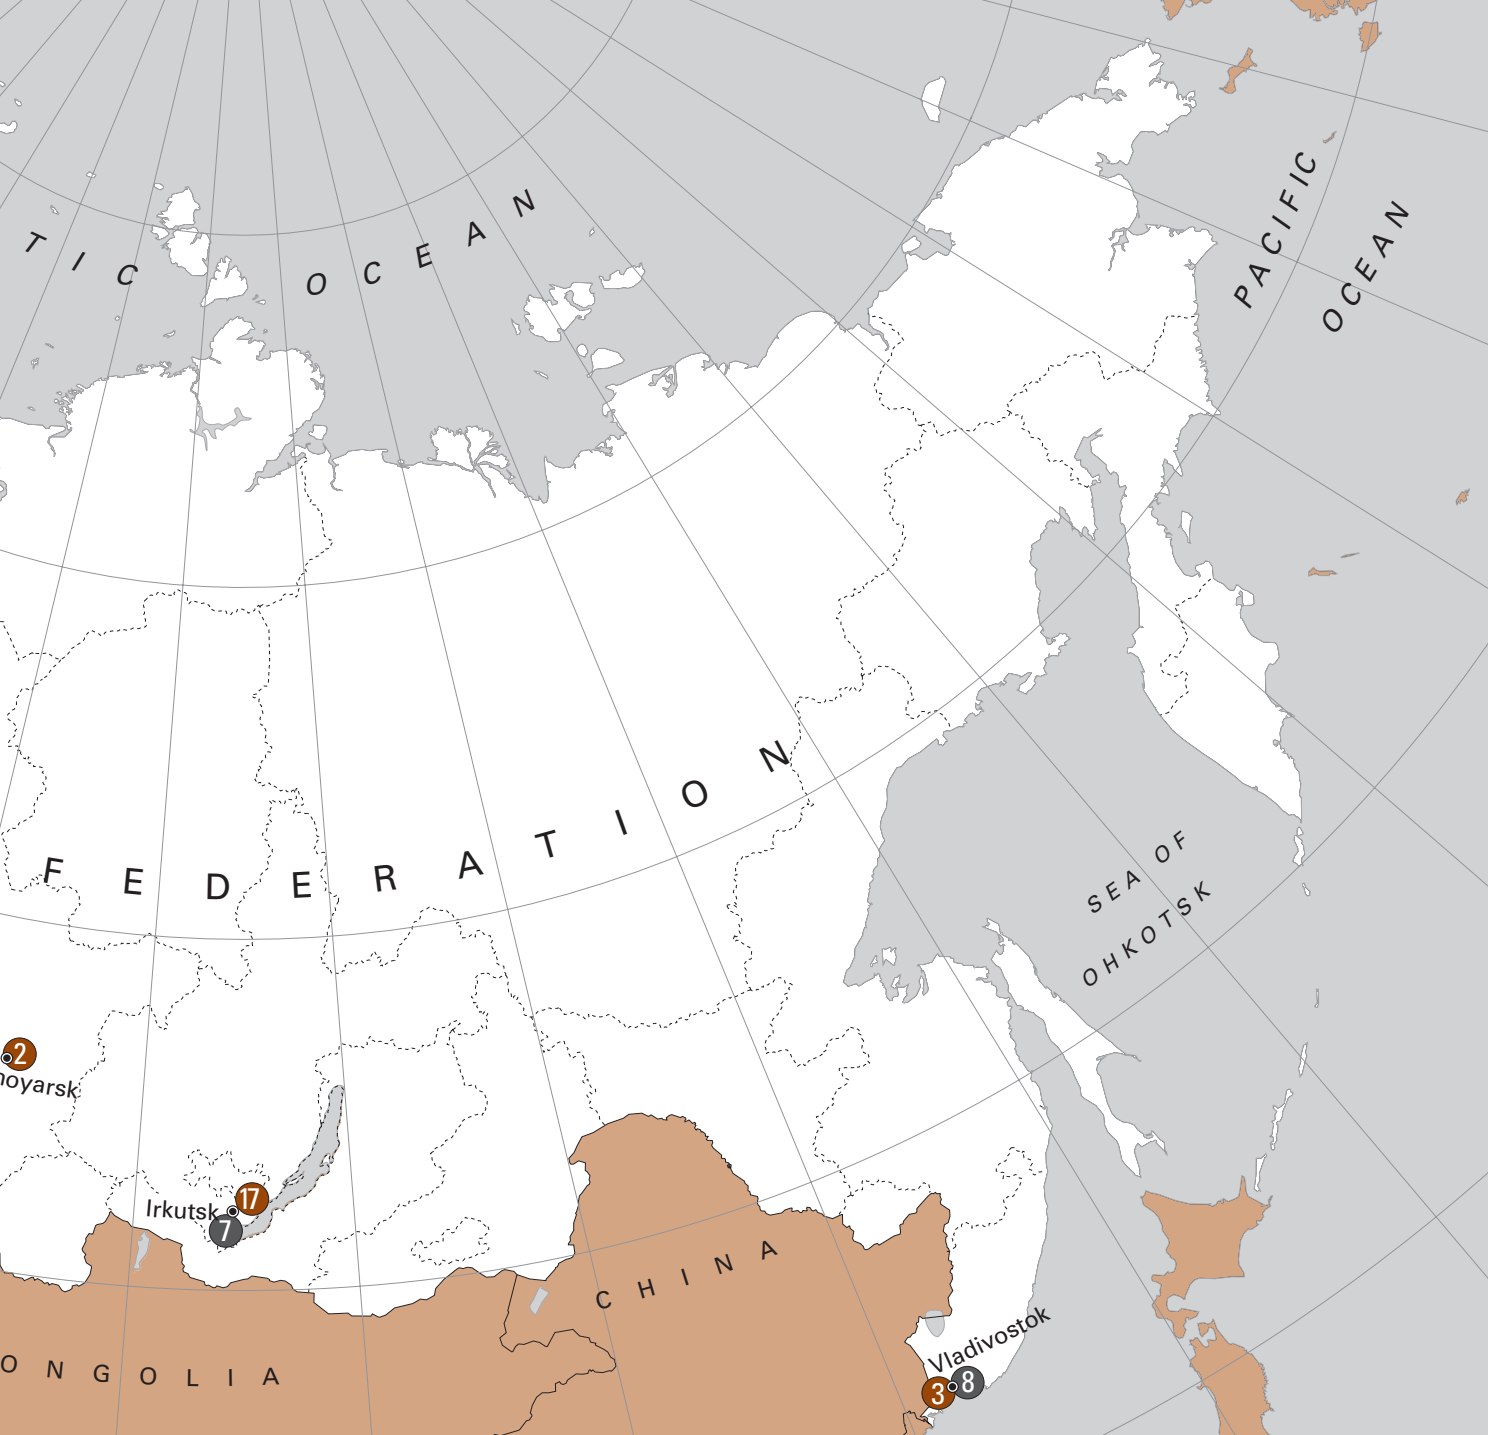 PACIFIC
OCEAN
TIC OCEAN
FEDERATION
SEA OF
OHKOTSK
2
noyarsk
Irkutsk
17
7
CHINA
ONGOLIA
Vladivostok
3
8